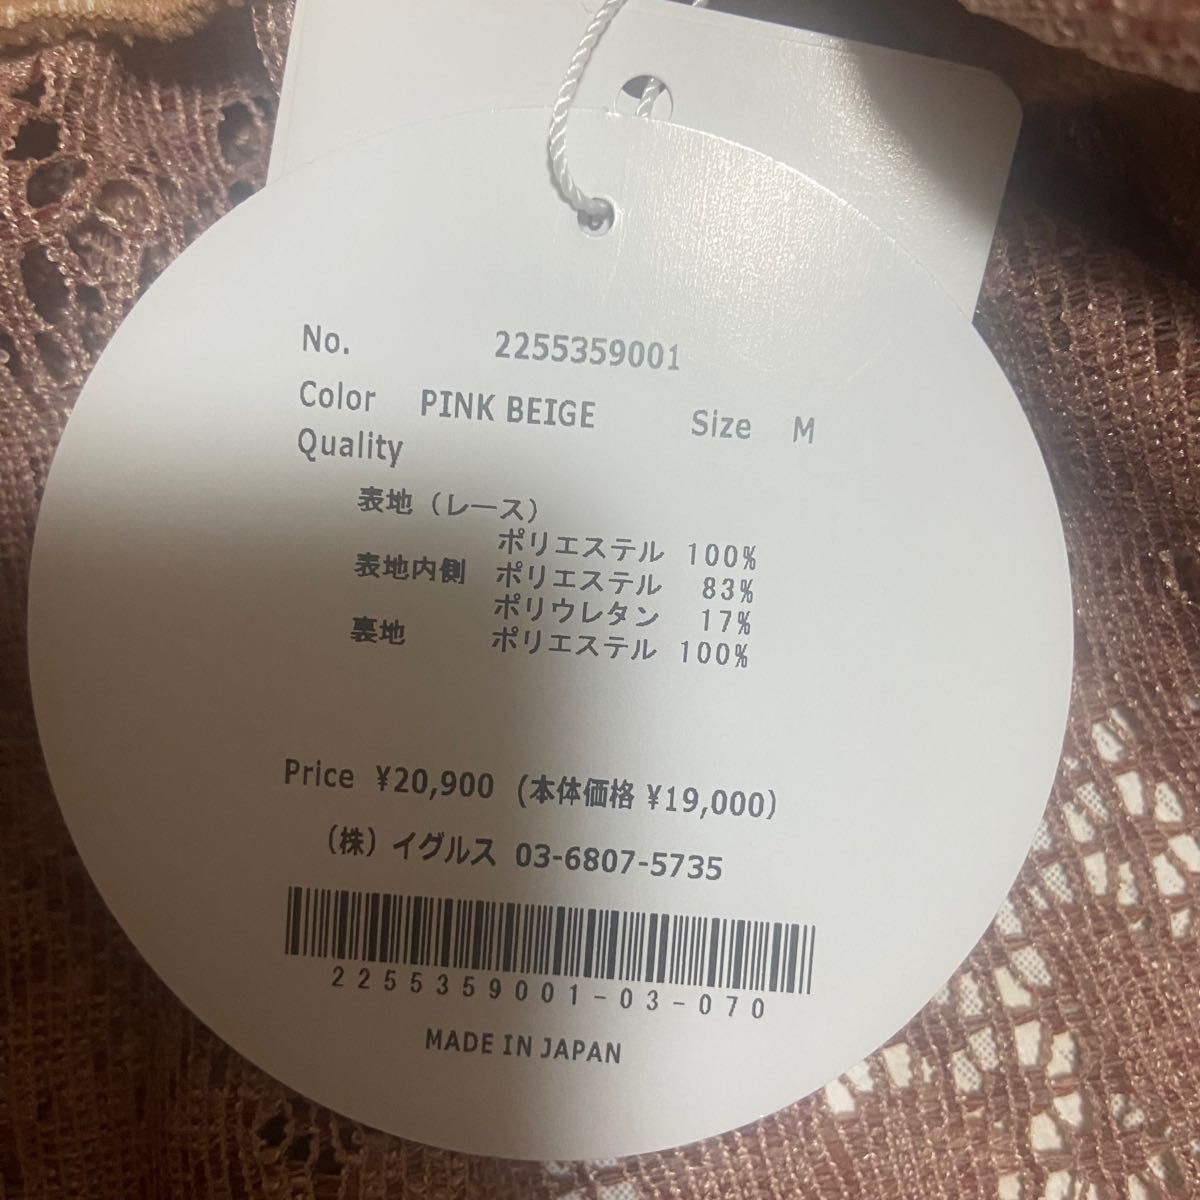 No. 2255359001
Color PINK BEIGE Size M
Quality
表地（レース）
ポリエステル 100%
表地内側 ポリエステル 83%
ポリウレタン 17%
裏地 ポリエステル 100%
Price ¥20,900 (本体価格 ¥19,000)
（株）イグルス 03-6807-5735
2255359001-03-070
MADE IN JAPAN